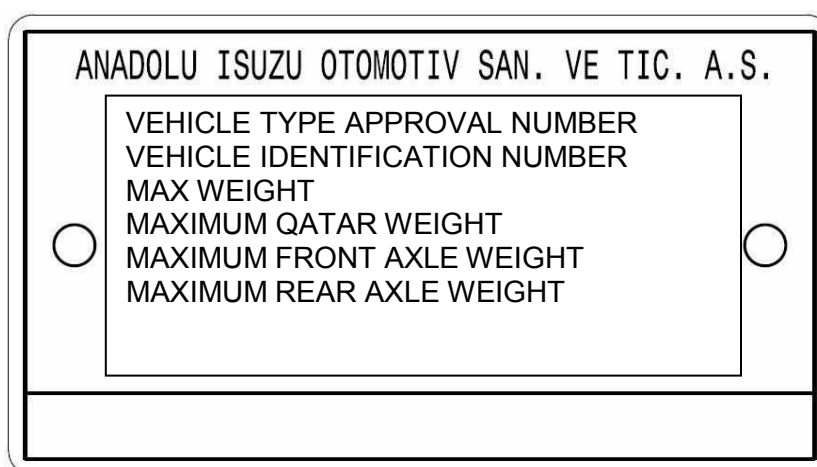 ANADOLU ISUZU OTOMOTIV SAN. VE TIC. A.S.
VEHICLE TYPE APPROVAL NUMBER
VEHICLE IDENTIFICATION NUMBER
MAX WEIGHT
MAXIMUM QATAR WEIGHT
MAXIMUM FRONT AXLE WEIGHT
MAXIMUM REAR AXLE WEIGHT